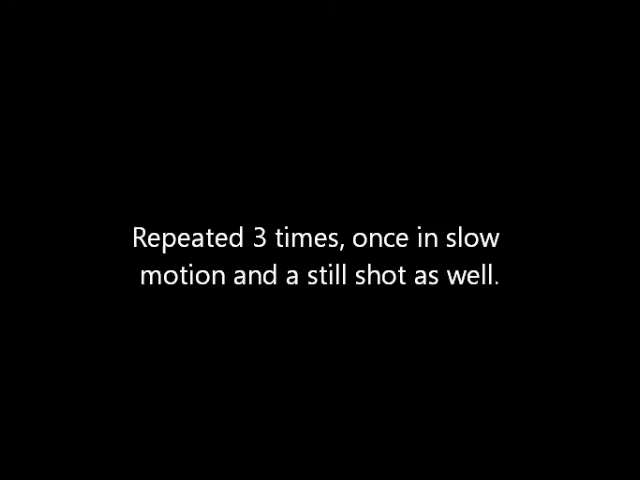 Repeated 3 times, once in slow
motion and a still shot as well.